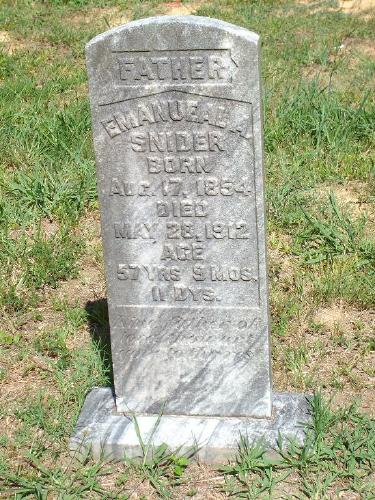 FATHER
EMANUEAL A.
SNIDER
BORN
AUG. 17, 1854
DIED
MAY 28, 1912
AGE
57 YRS 9 MOS.
11 DYS.